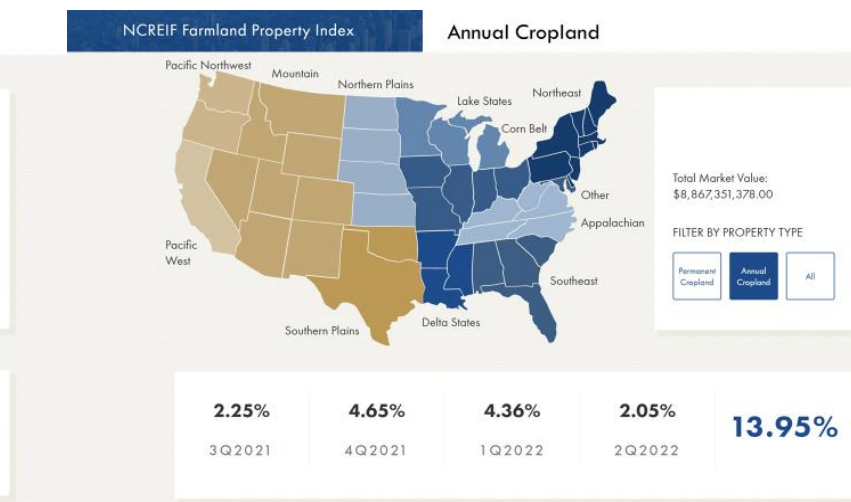 NCREIF Farmland Property Index
Annual Cropland
Pacific Northwest
Mountain
Northern Plains
Lake States
Northeast
Corn Belt
Other
Appalachian
Pacific
West
Southeast
Delta States
Southern Plains
Total Market Value:
$8,867,351,378.00
FILTER BY PROPERTY TYPE
Permanent
Cropland
Annual
Cropland
All
2.25%
3Q2021
4.65%
4Q2021
4.36%
1Q2022
2.05%
2Q2022
13.95%